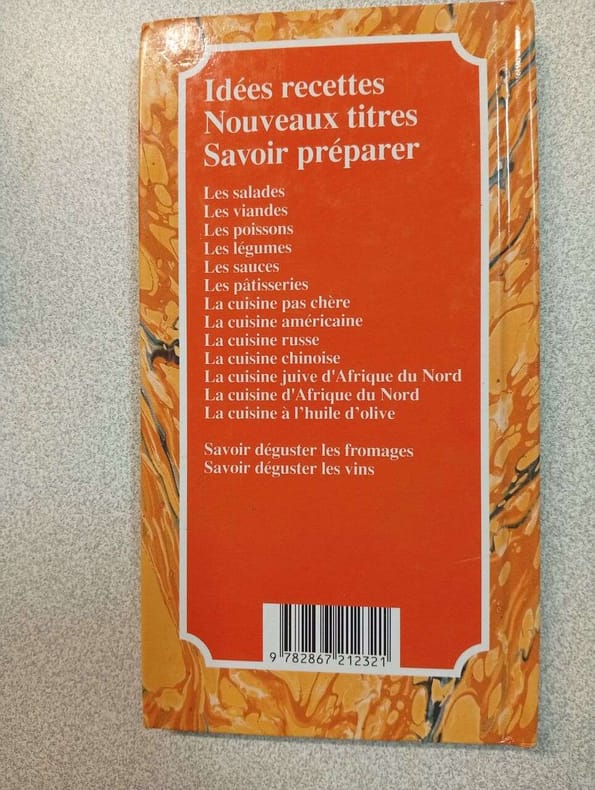 Idées recettes
Nouveaux titres
Savoir préparer
Les salades
Les viandes
Les poissons
Les légumes
Les sauces
Les pâtisseries
La cuisine pas chère
La cuisine américaine
La cuisine russe
La cuisine chinoise
La cuisine juive d'Afrique du Nord
La cuisine d'Afrique du Nord
La cuisine à l'huile d'olive
Savoir déguster les fromages
Savoir déguster les vins
9 782867 212321